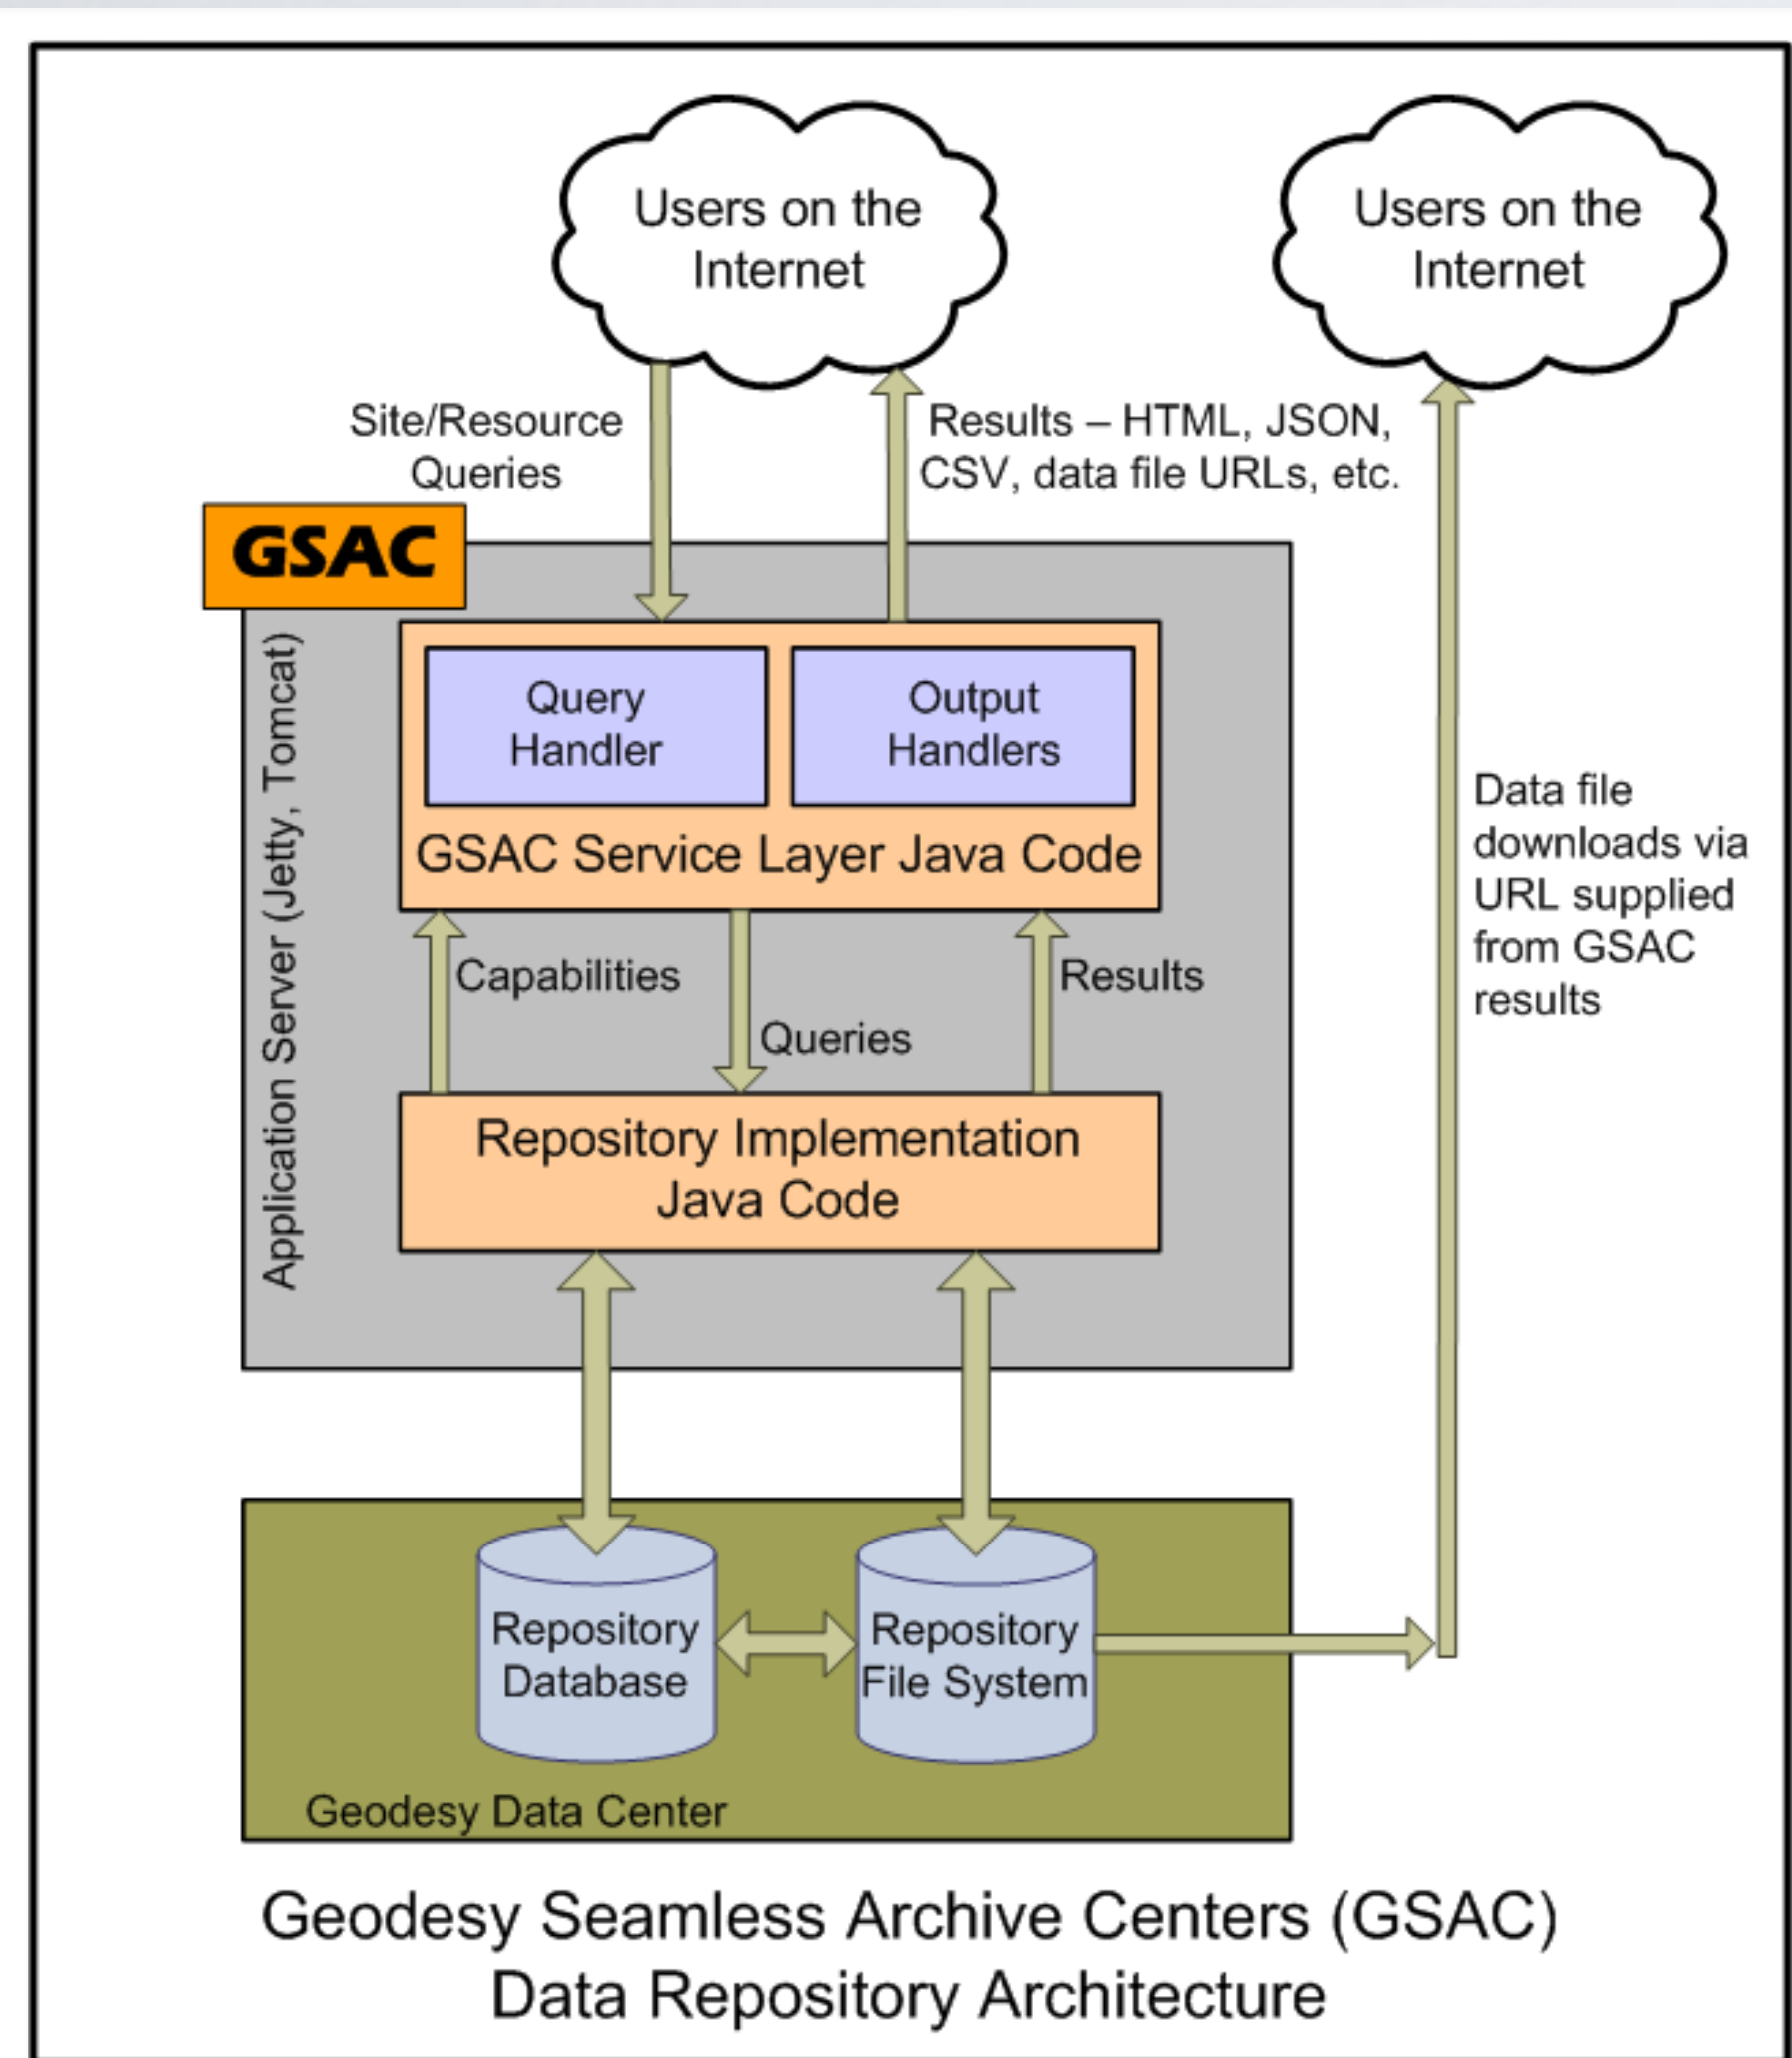 Users on the
Internet
Users on the
Internet
Site/Resource
Queries
Results – HTML, JSON,
CSV, data file URLs, etc.
GSAC
Application Server (Jetty, Tomcat)
Query
Handler
Output
Handlers
GSAC Service Layer Java Code
Capabilities
Queries
Results
Data file
downloads via
URL supplied
from GSAC
results
Repository Implementation
Java Code
Repository
Database
Repository
File System
Geodesy Data Center
Geodesy Seamless Archive Centers (GSAC)
Data Repository Architecture